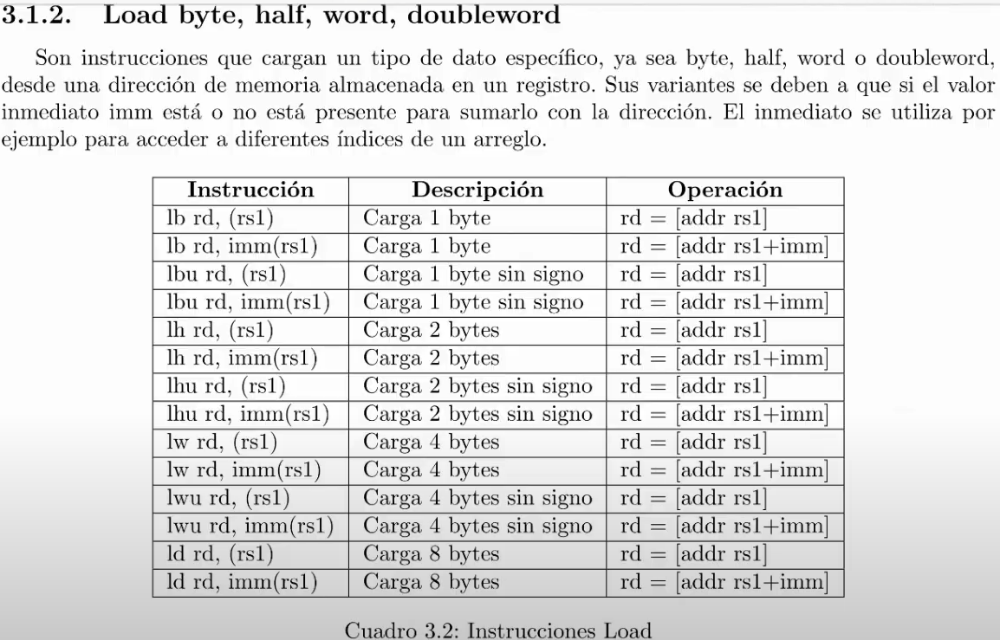 3.1.2. Load byte, half, word, doubleword
Son instrucciones que cargan un tipo de dato específico, ya sea byte, half, word o doubleword,
desde una dirección de memoria almacenada en un registro. Sus variantes se deben a que si el valor
inmediato imm está o no está presente para sumarlo con la dirección. El inmediato se utiliza por
ejemplo para acceder a diferentes índices de un arreglo.
Instrucción Descripción Operación
lb rd, (rs1) Carga 1 byte rd = [addr rs1]
lb rd, imm(rs1) Carga 1 byte rd = [addr rs1+imm]
lbu rd, (rs1) Carga 1 byte sin signo rd = [addr rs1]
lbu rd, imm(rs1) Carga 1 byte sin signo rd = [addr rs1+imm]
lh rd, (rs1) Carga 2 bytes rd = [addr rs1]
lh rd, imm(rs1) Carga 2 bytes rd = [addr rs1+imm]
lhu rd, (rs1) Carga 2 bytes sin signo rd = [addr rs1]
lhu rd, imm(rs1) Carga 2 bytes sin signo rd = [addr rs1+imm]
lw rd, (rs1) Carga 4 bytes rd = [addr rs1]
lw rd, imm(rs1) Carga 4 bytes rd = [addr rs1+imm]
lwu rd, (rs1) Carga 4 bytes sin signo rd = [addr rs1]
lwu rd, imm(rs1) Carga 4 bytes sin signo rd = [addr rs1+imm]
ld rd, (rs1) Carga 8 bytes rd = [addr rs1]
ld rd, imm(rs1) Carga 8 bytes rd = [addr rs1+imm]
Cuadro 3.2: Instrucciones Load